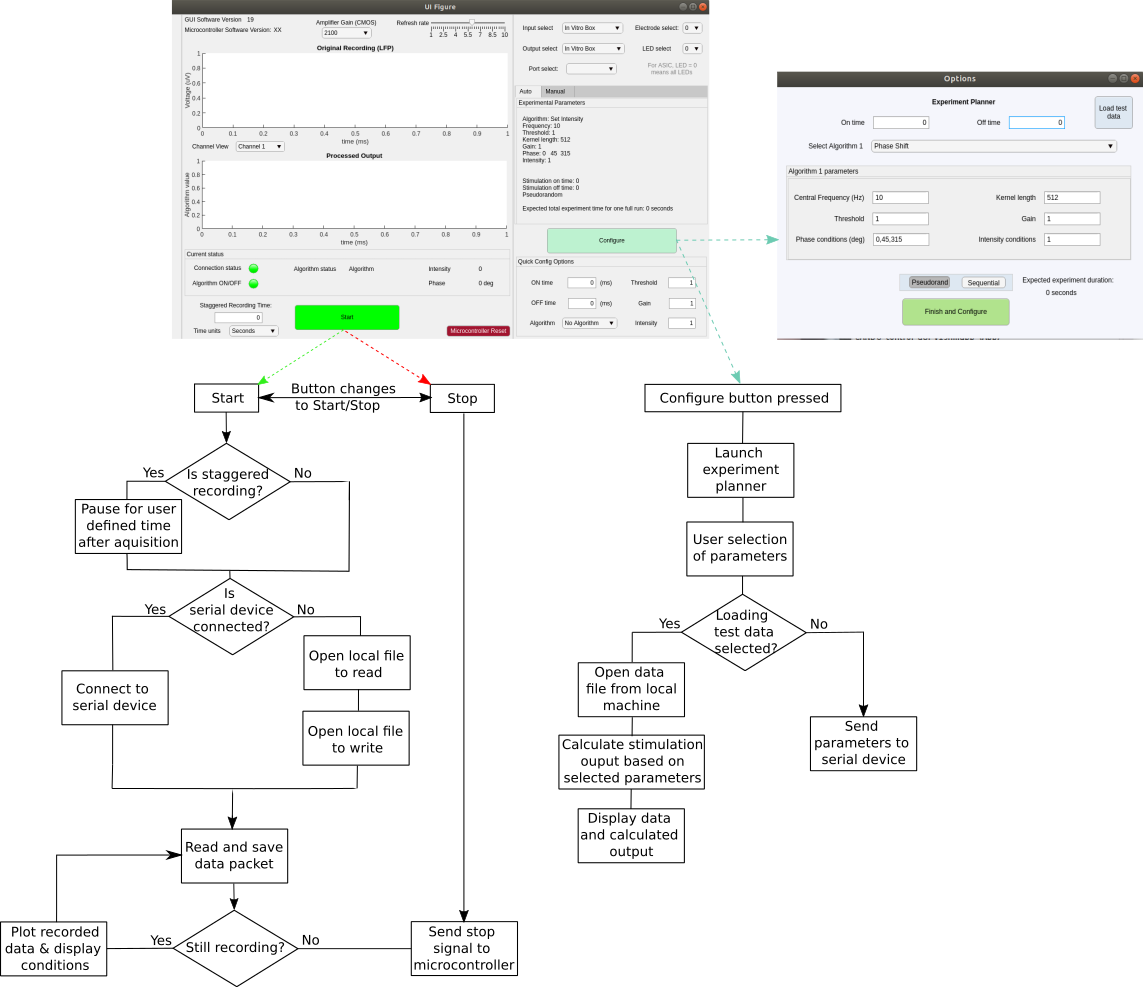 UI Figure
GUI Software Version 19
Microcontroller Software Version: XX
Amplifier Gain (CMOS)
2100
Refresh rate
1 2.5 4 5.5 7 8.5 10
Original Recording (LFP)
Voltage (uV)
1
0.8
0.6
0.4
0.2
0
0 0.1 0.2 0.3 0.4 0.5 0.6 0.7 0.8 0.9 1
time (ms)
Channel View Channel 1
Processed Output
Algorithm value
1
0.8
0.6
0.4
0.2
0
0 0.1 0.2 0.3 0.4 0.5 0.6 0.7 0.8 0.9 1
time (ms)
Current status
Connection status
Algorithm status Algorithm
Intensity 0
Algorithm ON/OFF
Phase 0 deg
Staggered Recording Time:
0
Time units Seconds
Start
Microcontroller Reset
Input select In Vitro Box Electrode select: 0
Output select In Vitro Box LED select 0
Port select:
For ASIC, LED = 0
means all LEDs
Auto Manual
Experimental Parameters
Algorithm: Set Intensity
Frequency: 10
Threshold: 1
Kernel length: 512
Gain: 1
Phase: 0 45 315
Intensity: 1
Stimulation on time: 0
Stimulation off time: 0
Pseudorandom
Expected total experiment time for one full run: 0 seconds
Configure
Quick Config Options
ON time 0 (ms) Threshold 1
OFF time 0 (ms) Gain 1
Algorithm No Algorithm Intensity 1
Options
Experiment Planner
Load test
data
On time 0 Off time 0
Select Algorithm 1 Phase Shift
Algorithm 1 parameters
Central Frequency (Hz) 10 Kernel length 512
Threshold 1 Gain 1
Phase conditions (deg) 0,45,315 Intensity conditions 1
Pseudorand Sequential
Expected experiment duration:
0 seconds
Finish and Configure
Start
Button changes
to Start/Stop
Stop
Is staggered
recording?
Yes
No
Pause for user
defined time
after aquisition
Is
serial device
connected?
Yes
No
Connect to
serial device
Open local file
to read
Open local file
to write
Read and save
data packet
Still recording?
Yes
No
Plot recorded
data & display
conditions
Send stop
signal to
microcontroller
Configure button pressed
Launch
experiment
planner
User selection
of parameters
Loading
test data
selected?
Yes
No
Open data
file from local
machine
Calculate stimulation
ouput based on
selected parameters
Display data
and calculated
output
Send
parameters to
serial device